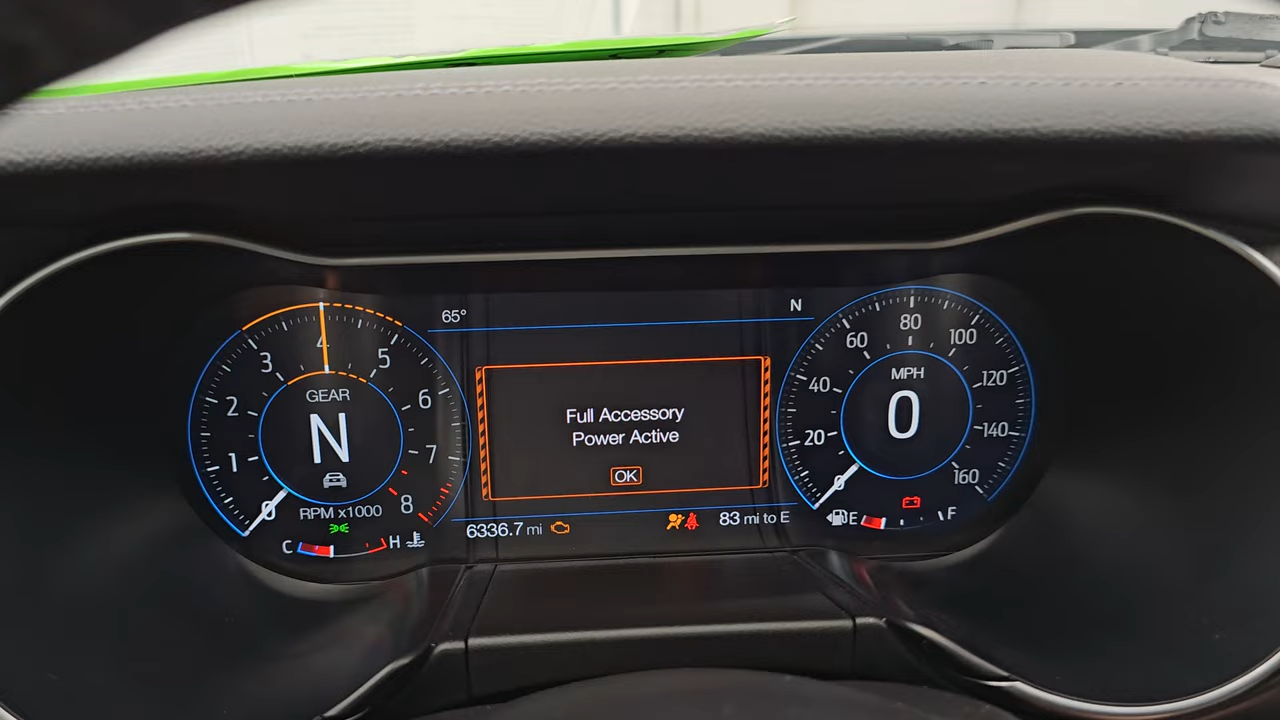 65°
N
1
2
3
4
5
6
7
8
0
GEAR
N
RPM x1000
C
H
Full Accessory
Power Active
OK
6336.7 mi
83 mi to E
0
20
40
60
80
100
120
140
160
MPH
0
E
F